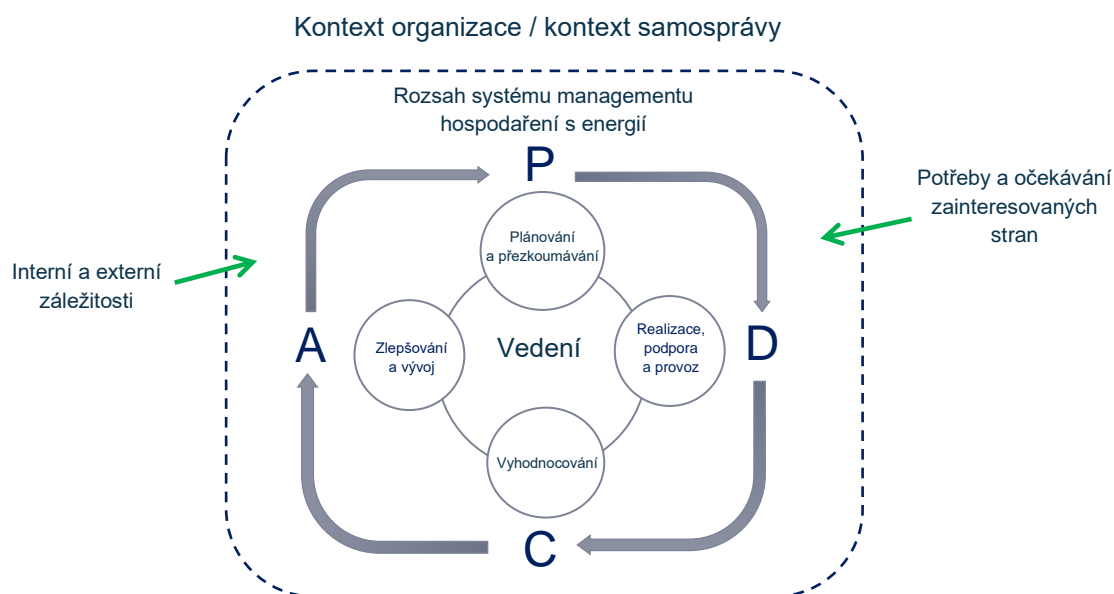 Kontext organizace / kontext samosprávy
Rozsah systému managementu
hospodaření s energií
P
Potřeby a očekávání
zainteresovaných
stran
Plánování
a přezkoumávání
Interní a externí
záležitosti
A
Zlepšování
a vývoj
Vedení
Realizace,
podpora
a provoz
D
Vyhodnocování
C